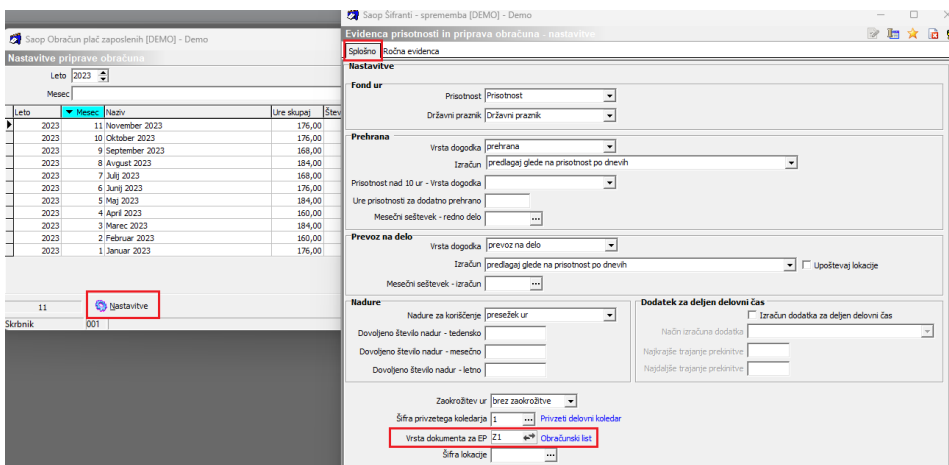 Saop Obračun plač zaposlenih [DEMO] - Demo
Nastavitve priprave obračuna
Leto 2023
Mesec
Leto Mesec Naziv Ure skupaj Štev
2023 11 November 2023 176,00
2023 10 Oktober 2023 176,00
2023 9 September 2023 168,00
2023 8 Avgust 2023 184,00
2023 7 Julij 2023 168,00
2023 6 Junij 2023 176,00
2023 5 Maj 2023 184,00
2023 4 April 2023 160,00
2023 3 Marec 2023 184,00
2023 2 Februar 2023 160,00
2023 1 Januar 2023 176,00
11 Nastavitve
Skrbnik 001
Saop Šifranti - sprememba [DEMO] - Demo
Evidenca prisotnosti in priprava obračuna - nastavitve
Splošno Ročna evidenca
Nastavitve
Fond ur
Prisotnost Prisotnost
Državni praznik Državni praznik
Prehrana
Vrsta dogodka prehrana
Izračun predlagaj glede na prisotnost po dnevih
Prisotnost nad 10 ur - Vrsta dogodka
Ure prisotnosti za dodatno prehrano
Mesečni seštevek - redno delo ...
Prevoz na delo
Vrsta dogodka prevoz na delo
Izračun predlagaj glede na prisotnost po dnevih Upoštevaj lokacije
Mesečni seštevek - izračun ...
Nadure
Nadure za koriščenje presežek ur
Dovoljeno število nadur - tedensko
Dovoljeno število nadur - mesečno
Dovoljeno število nadur - letno
Dodatek za deljen delovni čas
Izračun dodatka za deljen delovni čas
Način izračuna dodatka
Najkrajše trajanje prekinitve
Najdaljše trajanje prekinitve
Zaokrožitev ur brez zaokrožitve
Šifra privzetega koledarja 1 ... Privzeti delovni koledar
Vrsta dokumenta za EP Z1 Obračunski list
Šifra lokacije ...